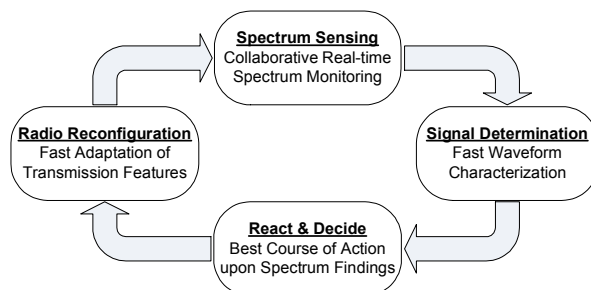 Spectrum Sensing
Collaborative Real-time
Spectrum Monitoring
Signal Determination
Fast Waveform
Characterization
React & Decide
Best Course of Action
upon Spectrum Findings
Radio Reconfiguration
Fast Adaptation of
Transmission Features